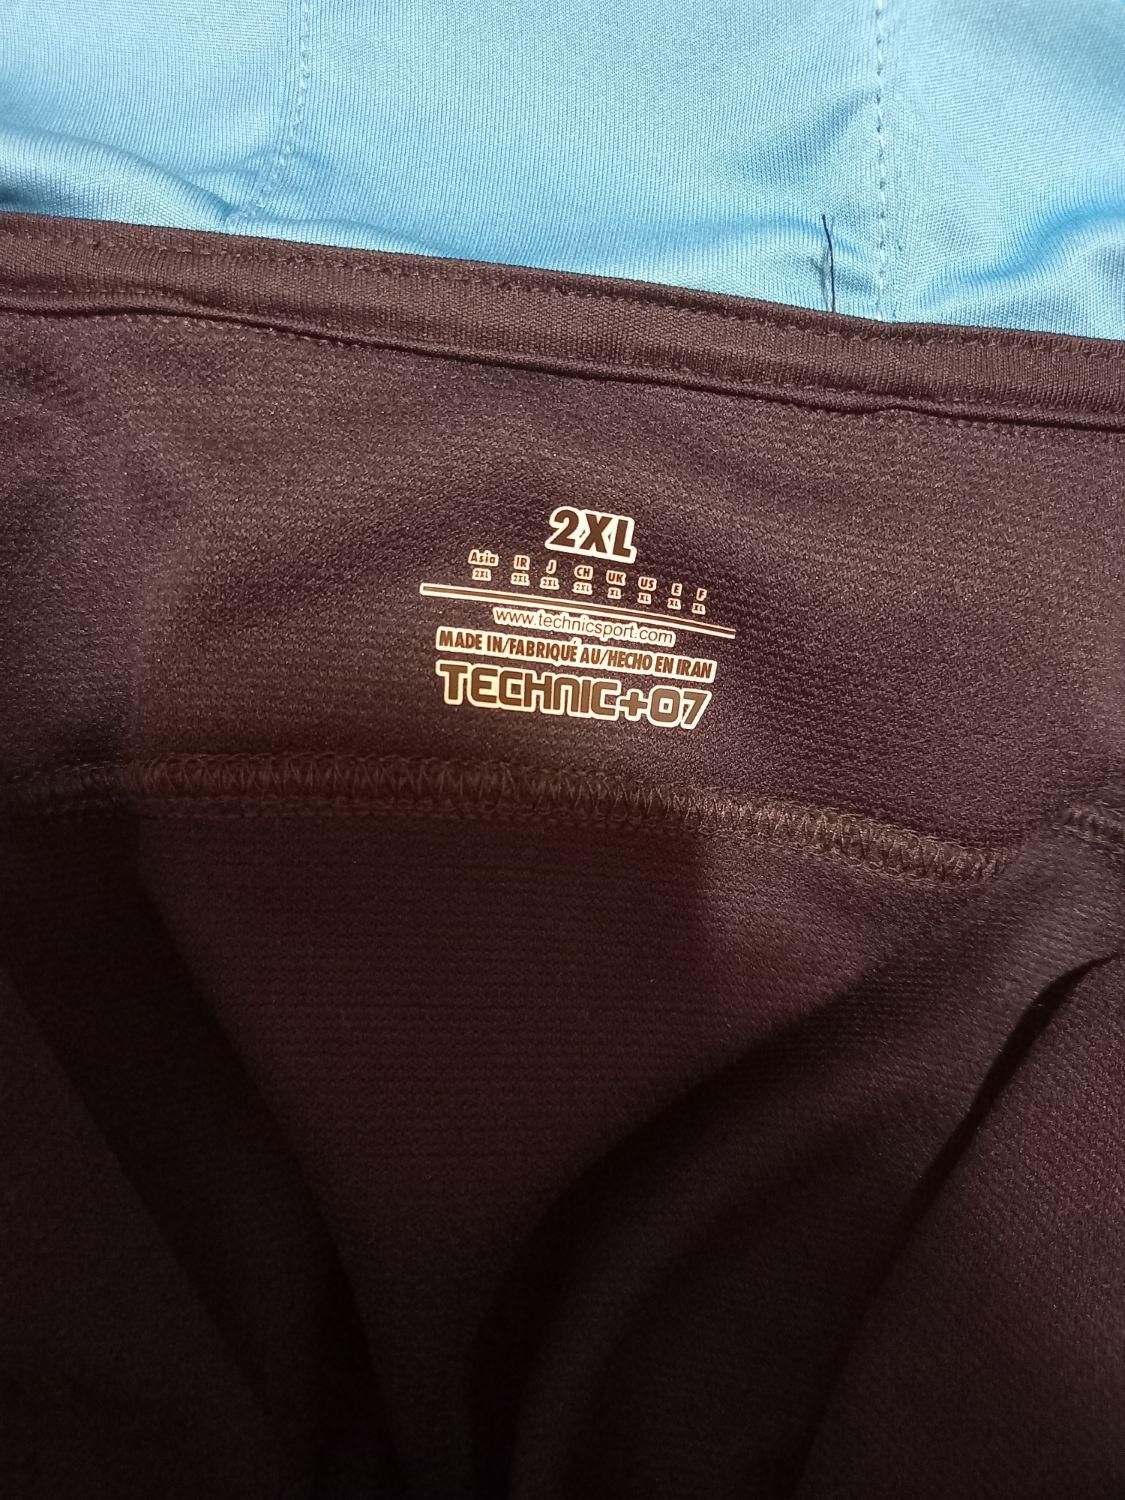 2XL
Asia IR J CH UK US E F
2XL 2XL 2XL 2XL XL XL XL XL
www.technicsport.com
MADE IN/FABRIQUÉ AU/HECHO EN IRAN
TECHNIC+07